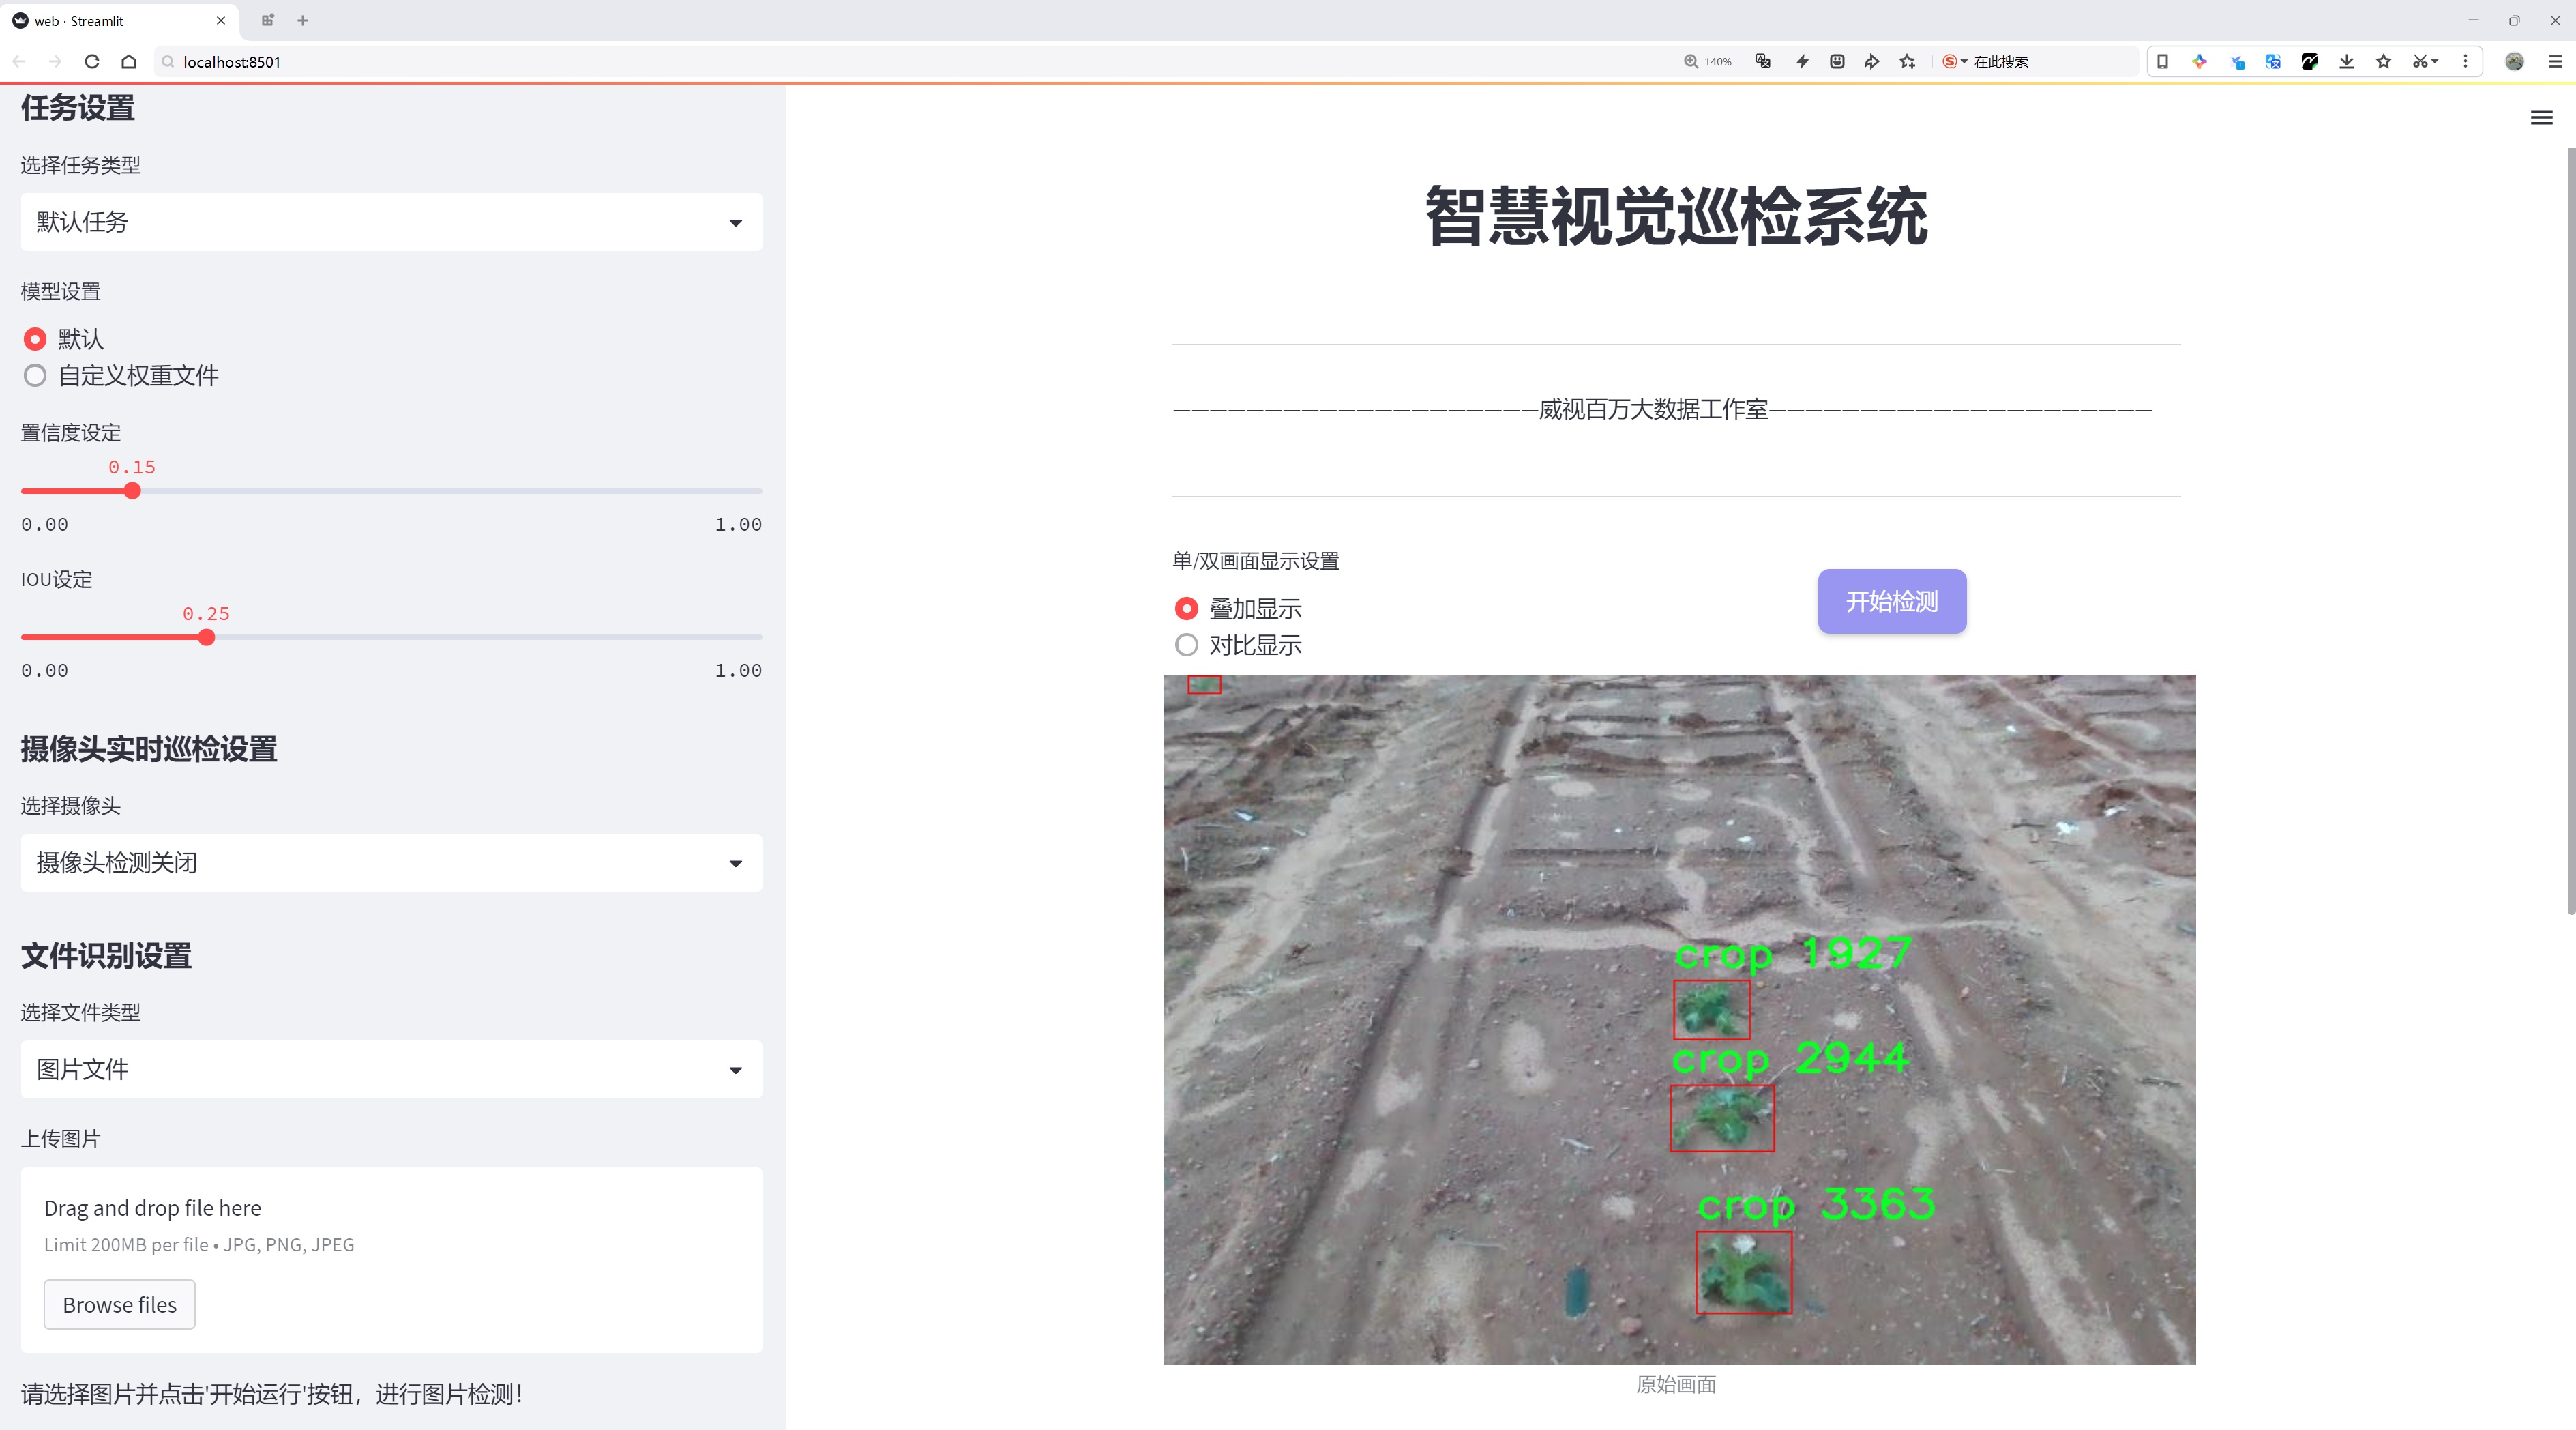 web · Streamlit
localhost:8501
140%
在此搜索
任务设置
选择任务类型
默认任务
模型设置
默认
自定义权重文件
置信度设定
0.15
0.00
1.00
IOU设定
0.25
0.00
1.00
摄像头实时巡检设置
选择摄像头
摄像头检测关闭
文件识别设置
选择文件类型
图片文件
上传图片
Drag and drop file here
Limit 200MB per file • JPG, PNG, JPEG
Browse files
请选择图片并点击'开始运行'按钮，进行图片检测！
智慧视觉巡检系统
————————————————————威视百万大数据工作室—————————————————————
单/双画面显示设置
叠加显示
对比显示
开始检测
crop 1927
crop 2944
crop 3363
原始画面